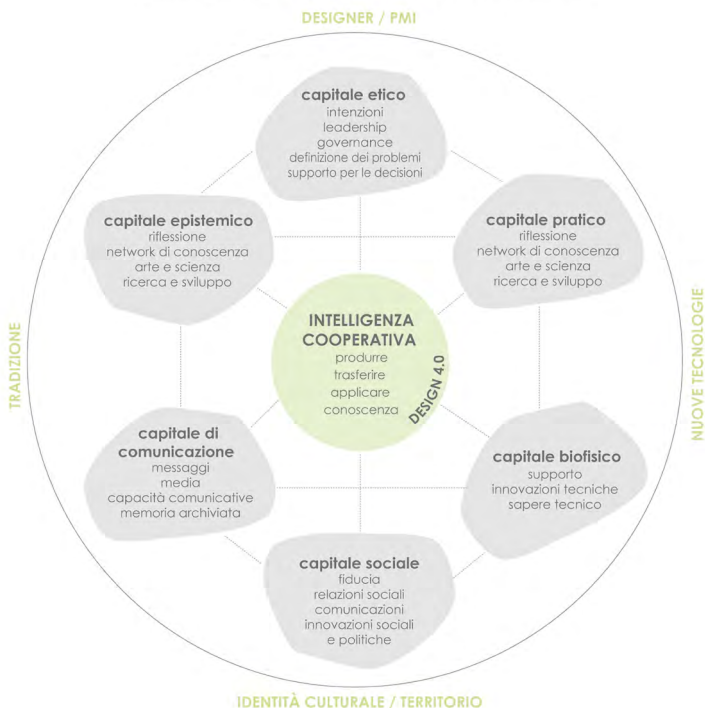 DESIGNER / PMI
capitale etico
intenzioni
leadership
governance
definizione dei problemi
supporto per le decisioni
capitale epistemico
riflessione
network di conoscenza
arte e scienza
ricerca e sviluppo
capitale pratico
riflessione
network di conoscenza
arte e scienza
ricerca e sviluppo
TRADIZIONE
INTELLIGENZA
COOPERATIVA
produrre
trasferire
applicare
conoscenza
DESIGN 4.0
NUOVE TECNOLOGIE
capitale di
comunicazione
messaggi
media
capacità comunicative
memoria archiviata
capitale biofisico
supporto
innovazioni tecniche
sapere tecnico
capitale sociale
fiducia
relazioni sociali
comunicazioni
innovazioni sociali
e politiche
IDENTITÀ CULTURALE / TERRITORIO